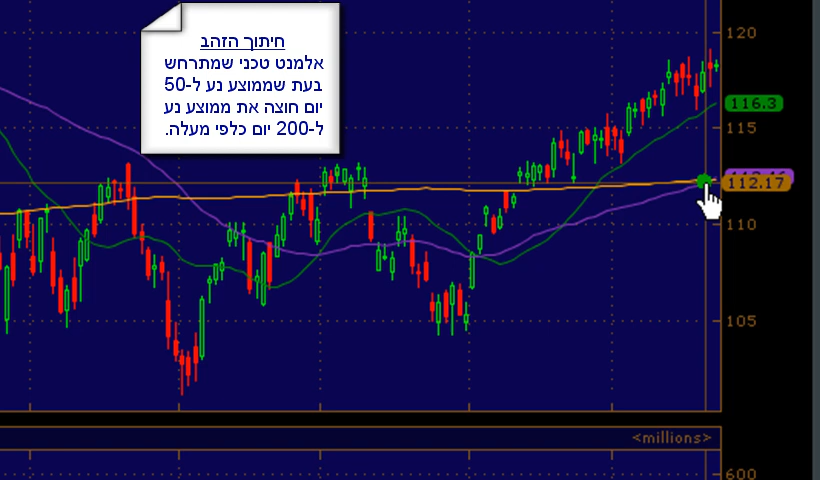 חיתוך הזהב
אלמנט טכני שמתרחש
בעת שממוצע נע ל-50
יום חוצה את ממוצע נע
ל-200 יום כלפי מעלה.
120
116.3
115
112.17
110
105
<millions>
600